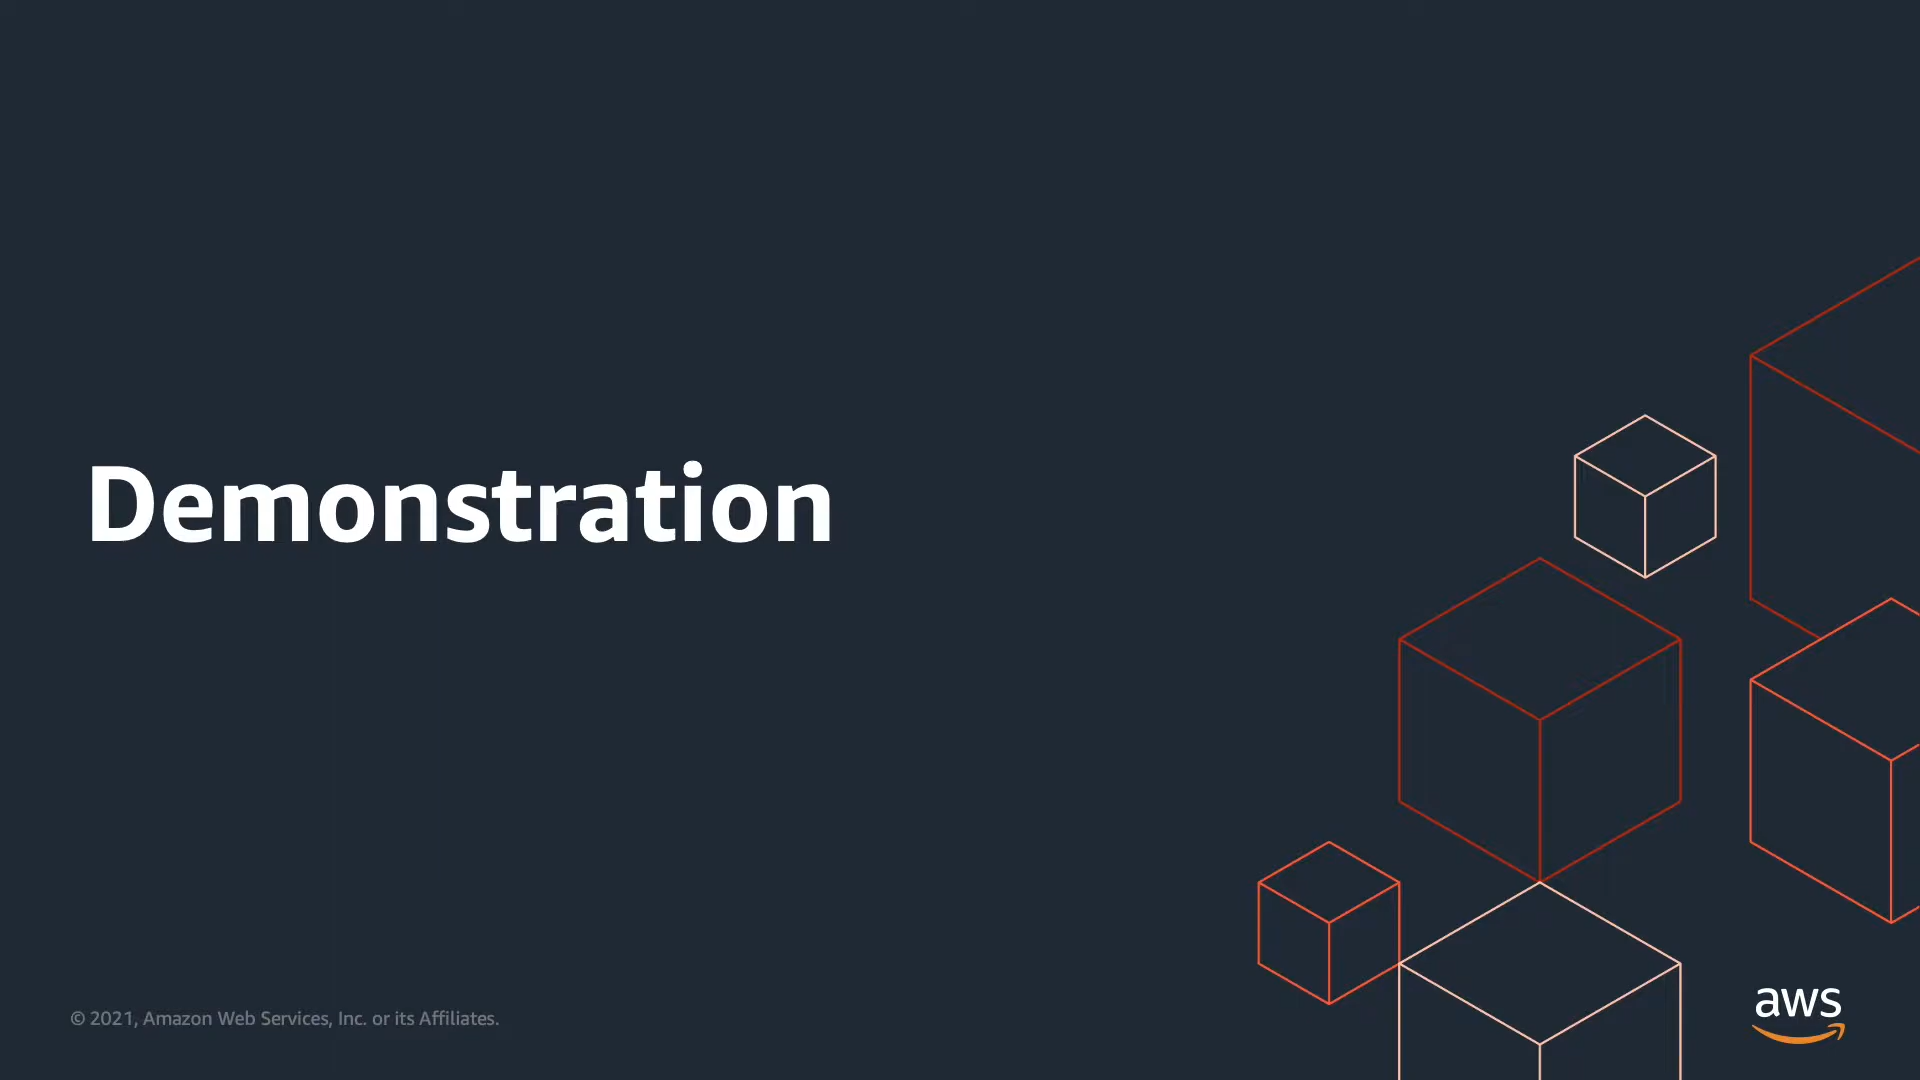 Demonstration
© 2021, Amazon Web Services, Inc. or its Affiliates.
aws